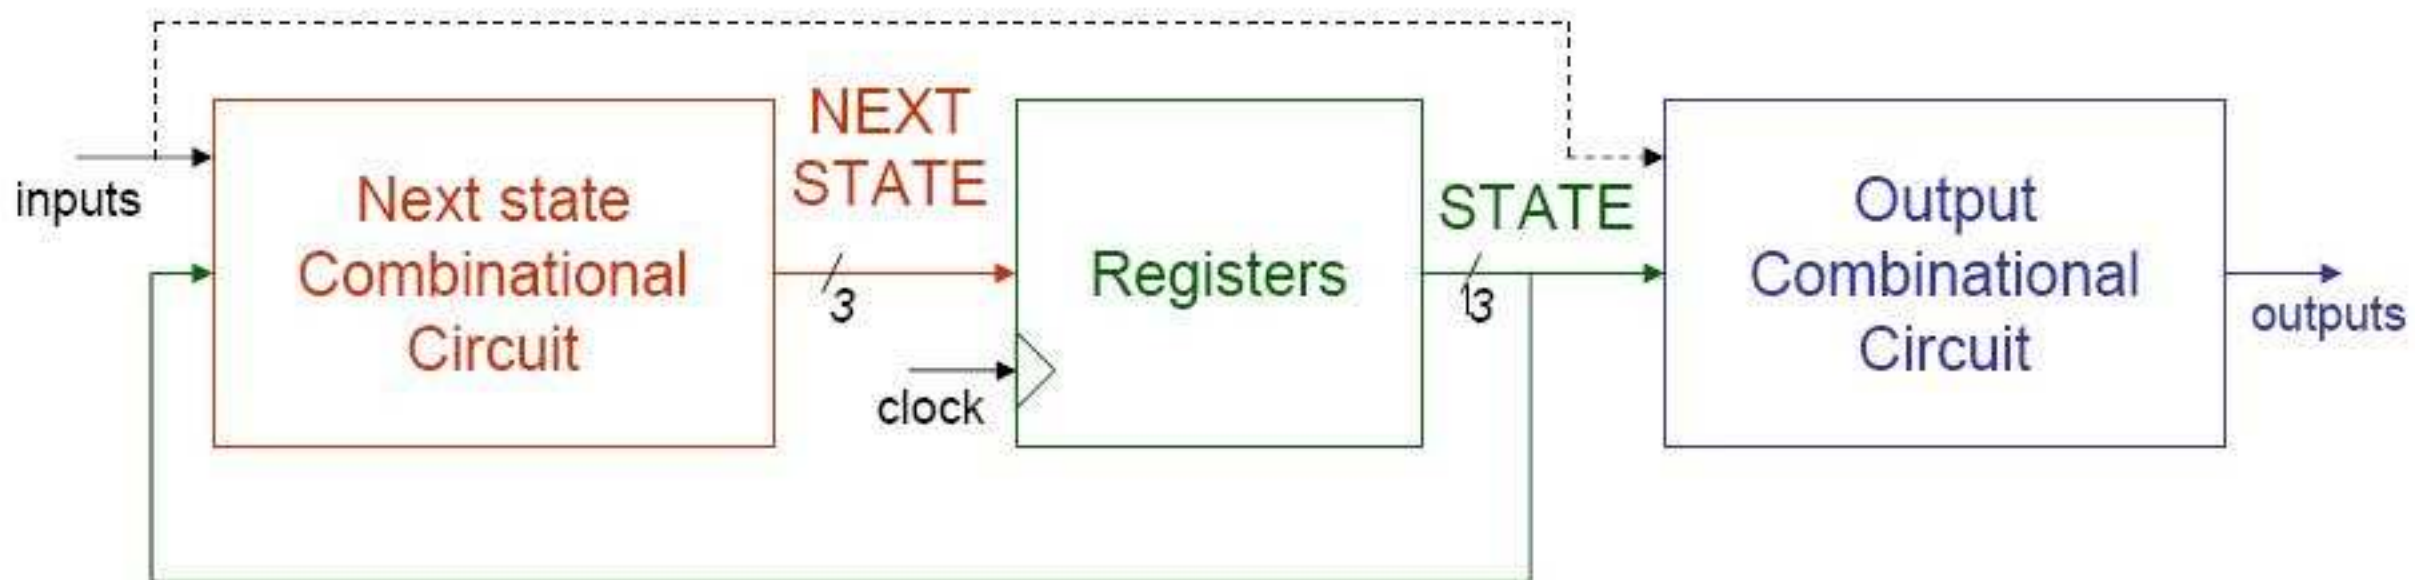 inputs
Next state
Combinational
Circuit
NEXT
STATE
3
clock
Registers
STATE
3
Output
Combinational
Circuit
outputs